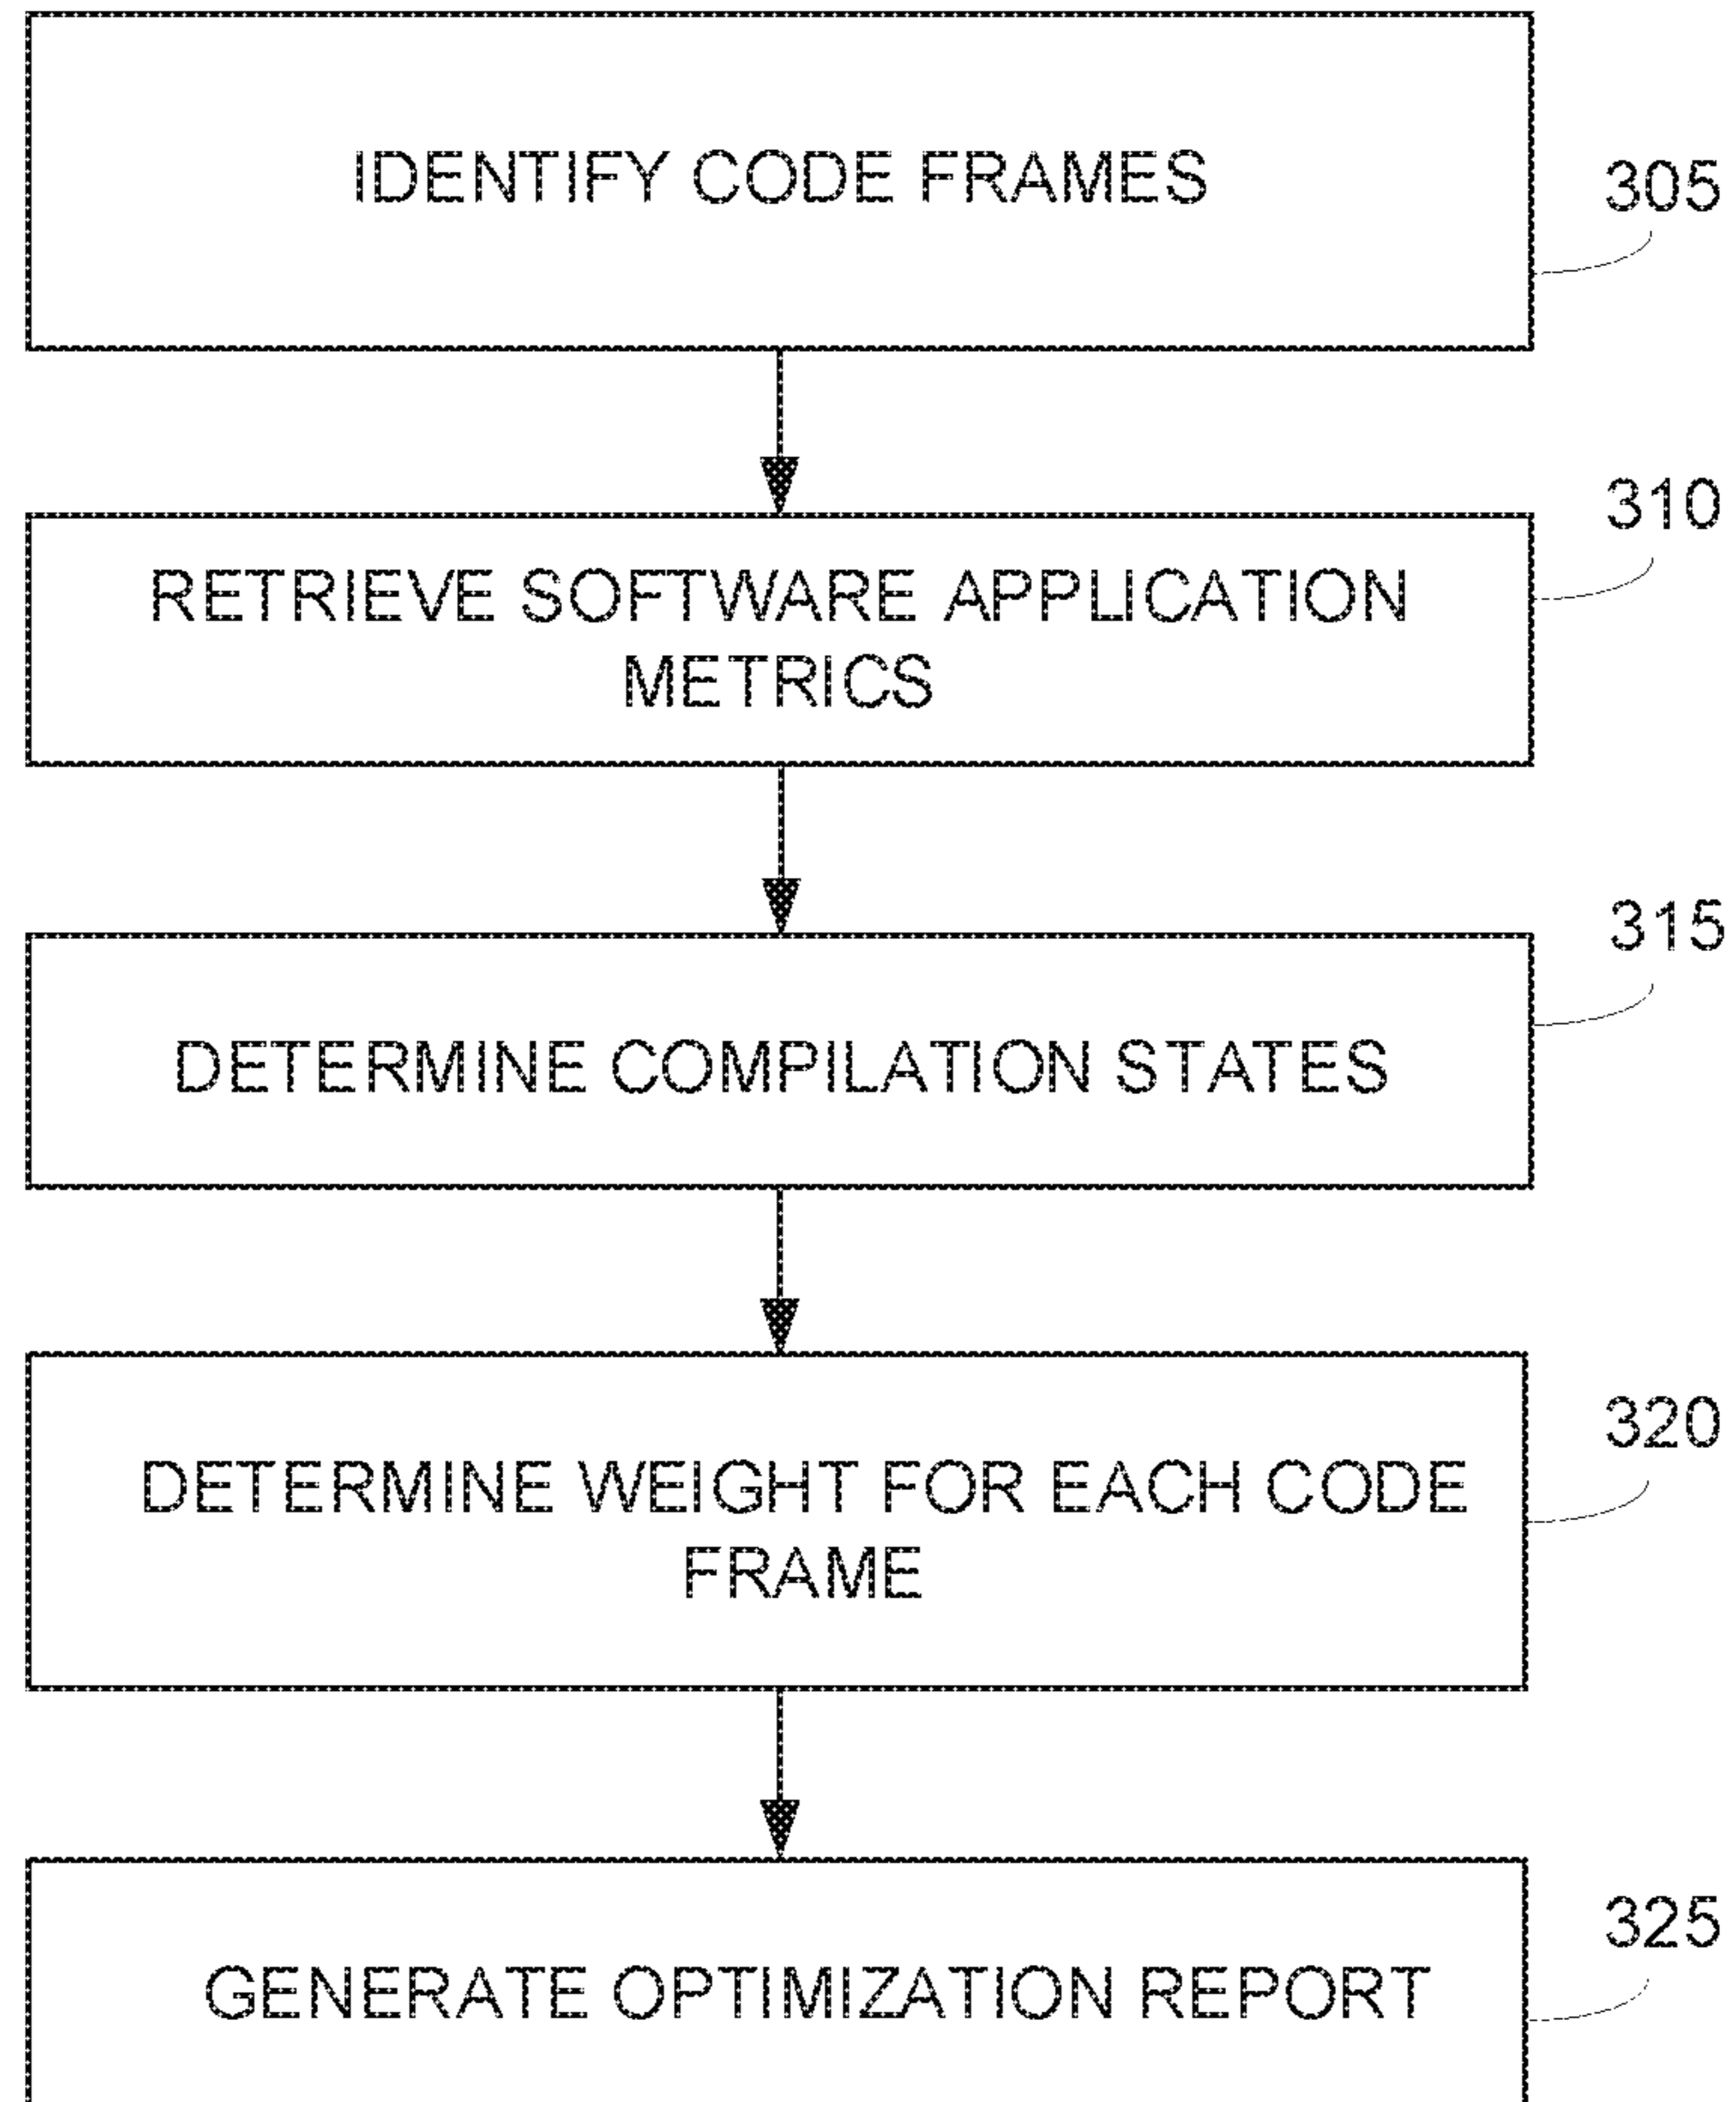 IDENTIFY CODE FRAMES
305
RETRIEVE SOFTWARE APPLICATION
METRICS
310
DETERMINE COMPILATION STATES
315
DETERMINE WEIGHT FOR EACH CODE
FRAME
320
GENERATE OPTIMIZATION REPORT
325